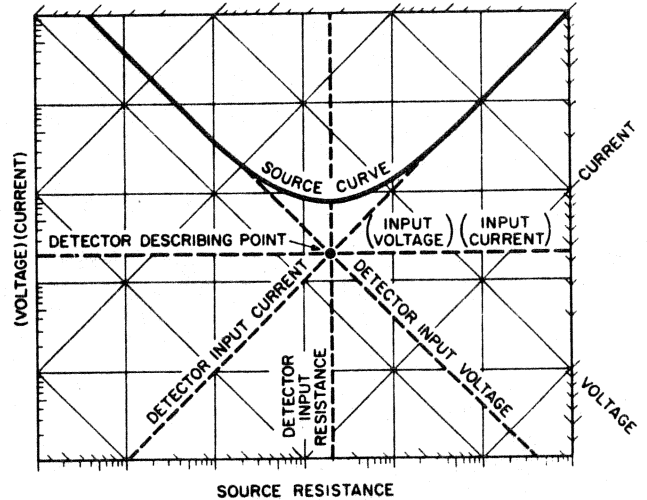 (VOLTAGE) (CURRENT)
SOURCE CURVE
CURRENT
(INPUT VOLTAGE) (INPUT CURRENT)
DETECTOR DESCRIBING POINT
DETECTOR INPUT CURRENT
DETECTOR INPUT VOLTAGE
DETECTOR
INPUT
RESISTANCE
VOLTAGE
SOURCE RESISTANCE